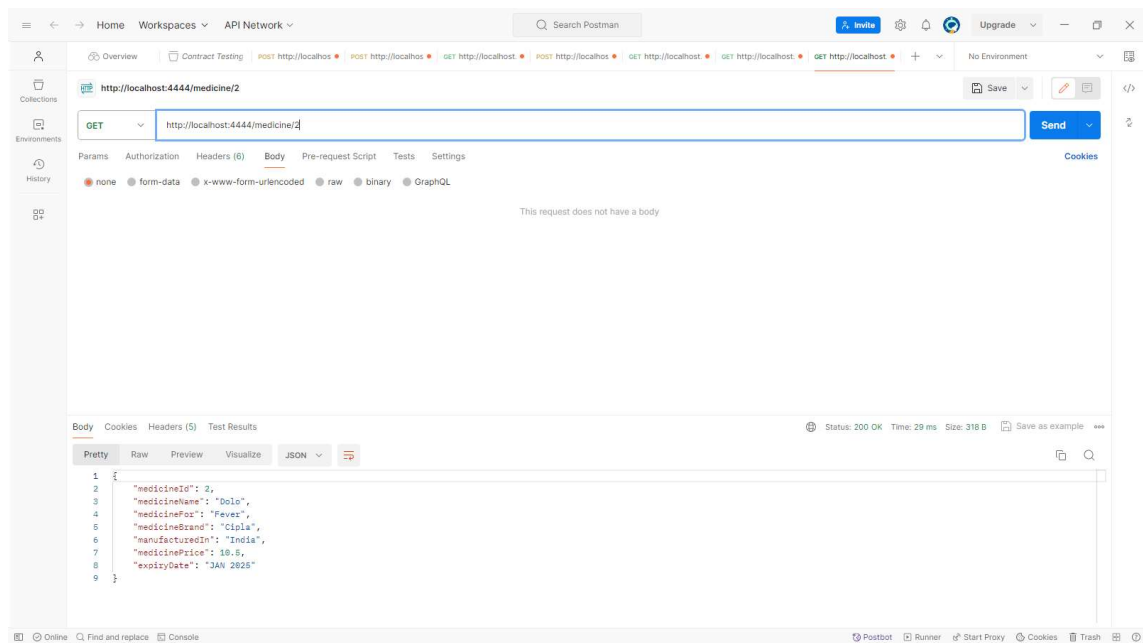 Home Workspaces API Network Search Postman Invite Upgrade
Overview Contract Testing POST http://localhos POST http://localhos GET http://localhost. POST http://localhos GET http://localhost. GET http://localhost. GET http://localhost. No Environment
HTTP http://localhost:4444/medicine/2 Save
GET http://localhost:4444/medicine/2 Send
Params Authorization Headers (6) Body Pre-request Script Tests Settings Cookies
none form-data x-www-form-urlencoded raw binary GraphQL
This request does not have a body
Collections
Environments
History
Body Cookies Headers (5) Test Results Status: 200 OK Time: 29 ms Size: 318 B Save as example
Pretty Raw Preview Visualize JSON
1 {
2 "medicineId": 2,
3 "medicineName": "Dolo",
4 "medicineFor": "Fever",
5 "medicineBrand": "Cipla",
6 "manufacturedIn": "India",
7 "medicinePrice": 10.5,
8 "expiryDate": "JAN 2025"
9 }
Online Find and replace Console Postbot Runner Start Proxy Cookies Trash